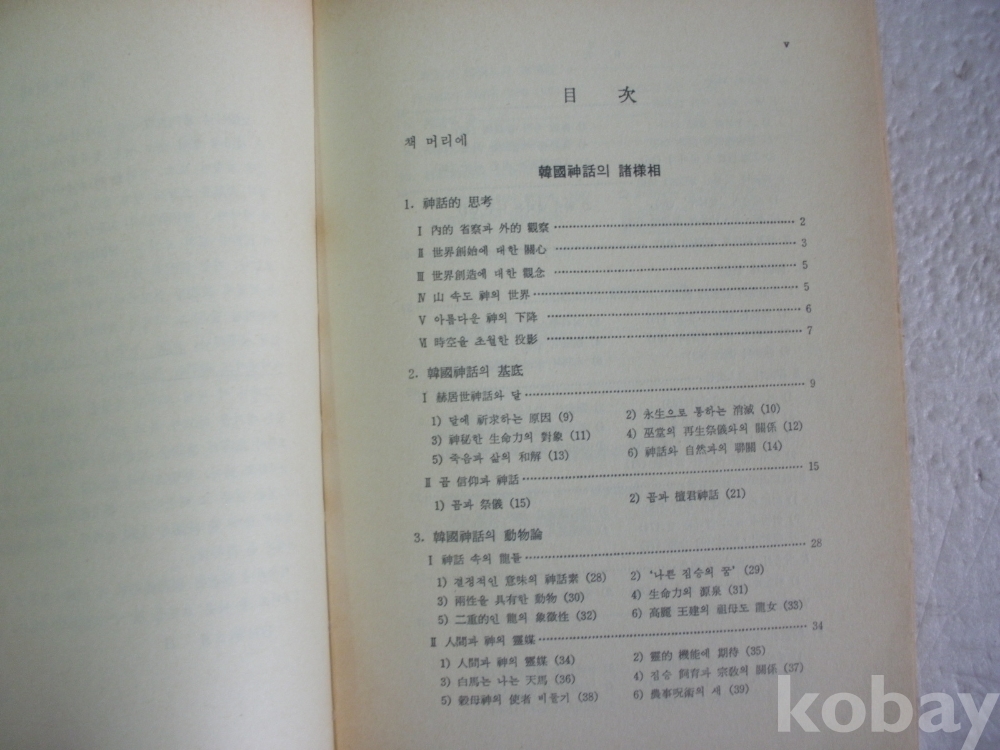 v
目 次
책 머리에
韓國神話의 諸樣相
1. 神話的 思考
Ⅰ 內的 省察과 外的 觀察 2
Ⅱ 世界創始에 대한 關心 3
Ⅲ 世界創造에 대한 觀念 5
Ⅳ 山 속도 神의 世界 5
Ⅴ 아름다운 神의 下降 6
Ⅵ 時空을 초월한 投影 7
2. 韓國神話의 基底
Ⅰ 赫居世神話와 달 9
1) 달에 祈求하는 原因 (9) 2) 永生으로 통하는 消滅 (10)
3) 神秘한 生命力의 對象 (11) 4) 巫堂의 再生祭儀와의 關係 (12)
5) 죽음과 삶의 和解 (13) 6) 神話와 自然과의 聯關 (14)
Ⅱ 곰 信仰과 神話 15
1) 곰과 祭儀 (15) 2) 곰과 檀君神話 (21)
3. 韓國神話의 動物論
Ⅰ 神話 속의 龍들 28
1) 결정적인 意味의 神話素 (28) 2) '나른 짐승의 꿈' (29)
3) 兩性을 具有한 動物 (30) 4) 生命力의 源泉 (31)
5) 二重的인 龍의 象徵性 (32) 6) 高麗 王建의 祖母도 龍女 (33)
Ⅱ 人間과 神의 靈媒 34
1) 人間과 神의 靈媒 (34) 2) 靈的 機能에 期待 (35)
3) 白馬는 나는 天馬 (36) 4) 짐승 飼育과 宗敎의 關係 (37)
5) 穀母神의 使者 비둘기 (38) 6) 農事呪術의 새 (39)
kobay